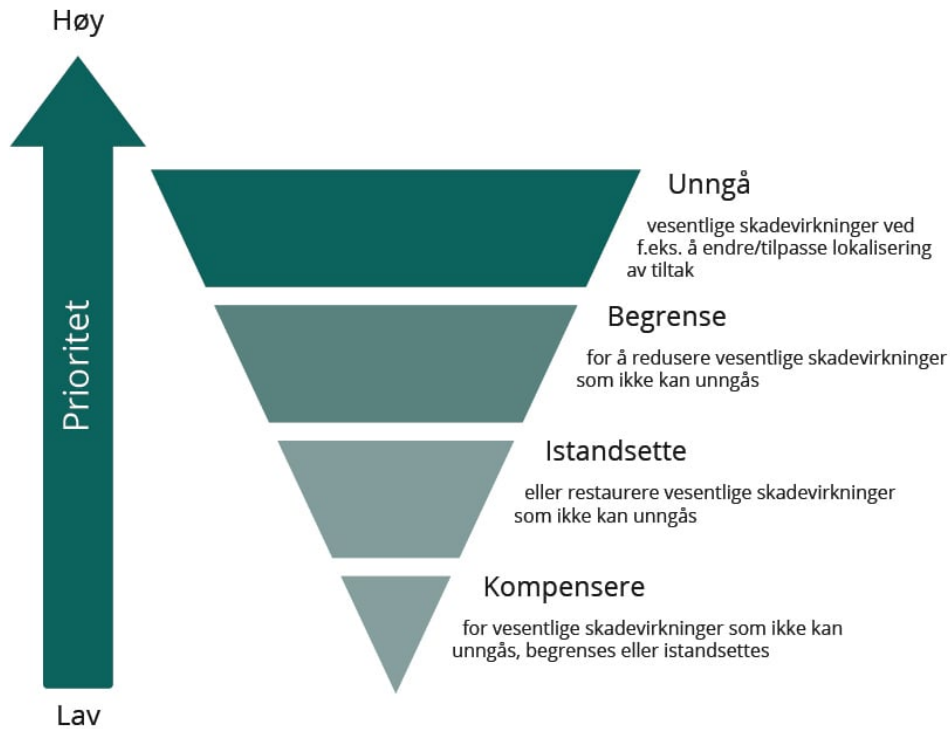 Høy
Prioritet
Lav
Unngå
vesentlige skadevirkninger ved
f.eks. å endre/tilpasse lokalisering
av tiltak
Begrense
for å redusere vesentlige skadevirkninger
som ikke kan unngås
Istandsette
eller restaurere vesentlige skadevirkninger
som ikke kan unngås
Kompensere
for vesentlige skadevirkninger som ikke kan
unngås, begrenses eller istandsettes